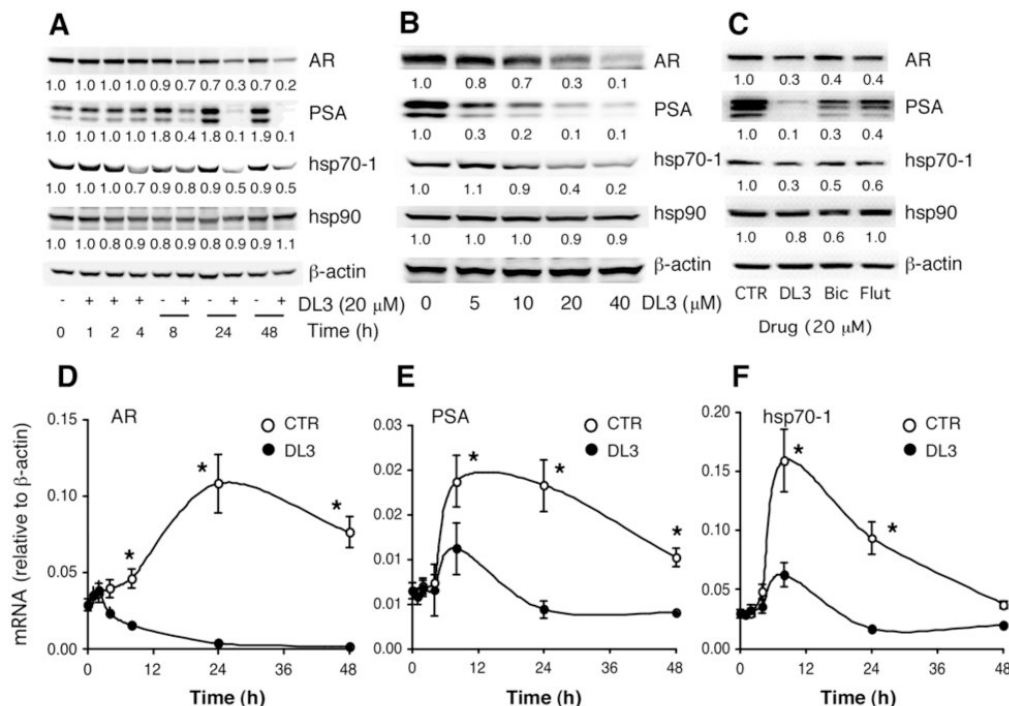 A
AR
1.0 1.0 1.0 1.0 0.9 0.7 0.7 0.3 0.7 0.2
PSA
1.0 1.0 1.0 1.0 1.8 0.4 1.8 0.1 1.9 0.1
hsp70-1
1.0 1.0 1.0 0.7 0.9 0.8 0.9 0.5 0.9 0.5
hsp90
1.0 1.0 0.8 0.9 0.8 0.9 0.8 0.9 0.9 1.1
β-actin
- + + + - + - + - + DL3 (20 μM)
0 1 2 4 8 24 48 Time (h)
B
AR
1.0 0.8 0.7 0.3 0.1
PSA
1.0 0.3 0.2 0.1 0.1
hsp70-1
1.0 1.1 0.9 0.4 0.2
hsp90
1.0 1.0 1.0 0.9 0.9
β-actin
0 5 10 20 40 DL3 (μM)
C
AR
1.0 0.3 0.4 0.4
PSA
1.0 0.1 0.3 0.4
hsp70-1
1.0 0.3 0.5 0.6
hsp90
1.0 0.8 0.6 1.0
β-actin
CTR DL3 Bic Flut
Drug (20 μM)
D
AR
CTR
DL3
mRNA (relative to β-actin)
0.15
0.10
0.05
0.00
* * *
0 12 24 36 48
Time (h)
E
PSA
CTR
DL3
0.03
0.02
0.02
0.01
0.01
0.00
* * *
0 12 24 36 48
Time (h)
F
hsp70-1
CTR
DL3
0.20
0.15
0.10
0.05
0.00
* *
0 12 24 36 48
Time (h)